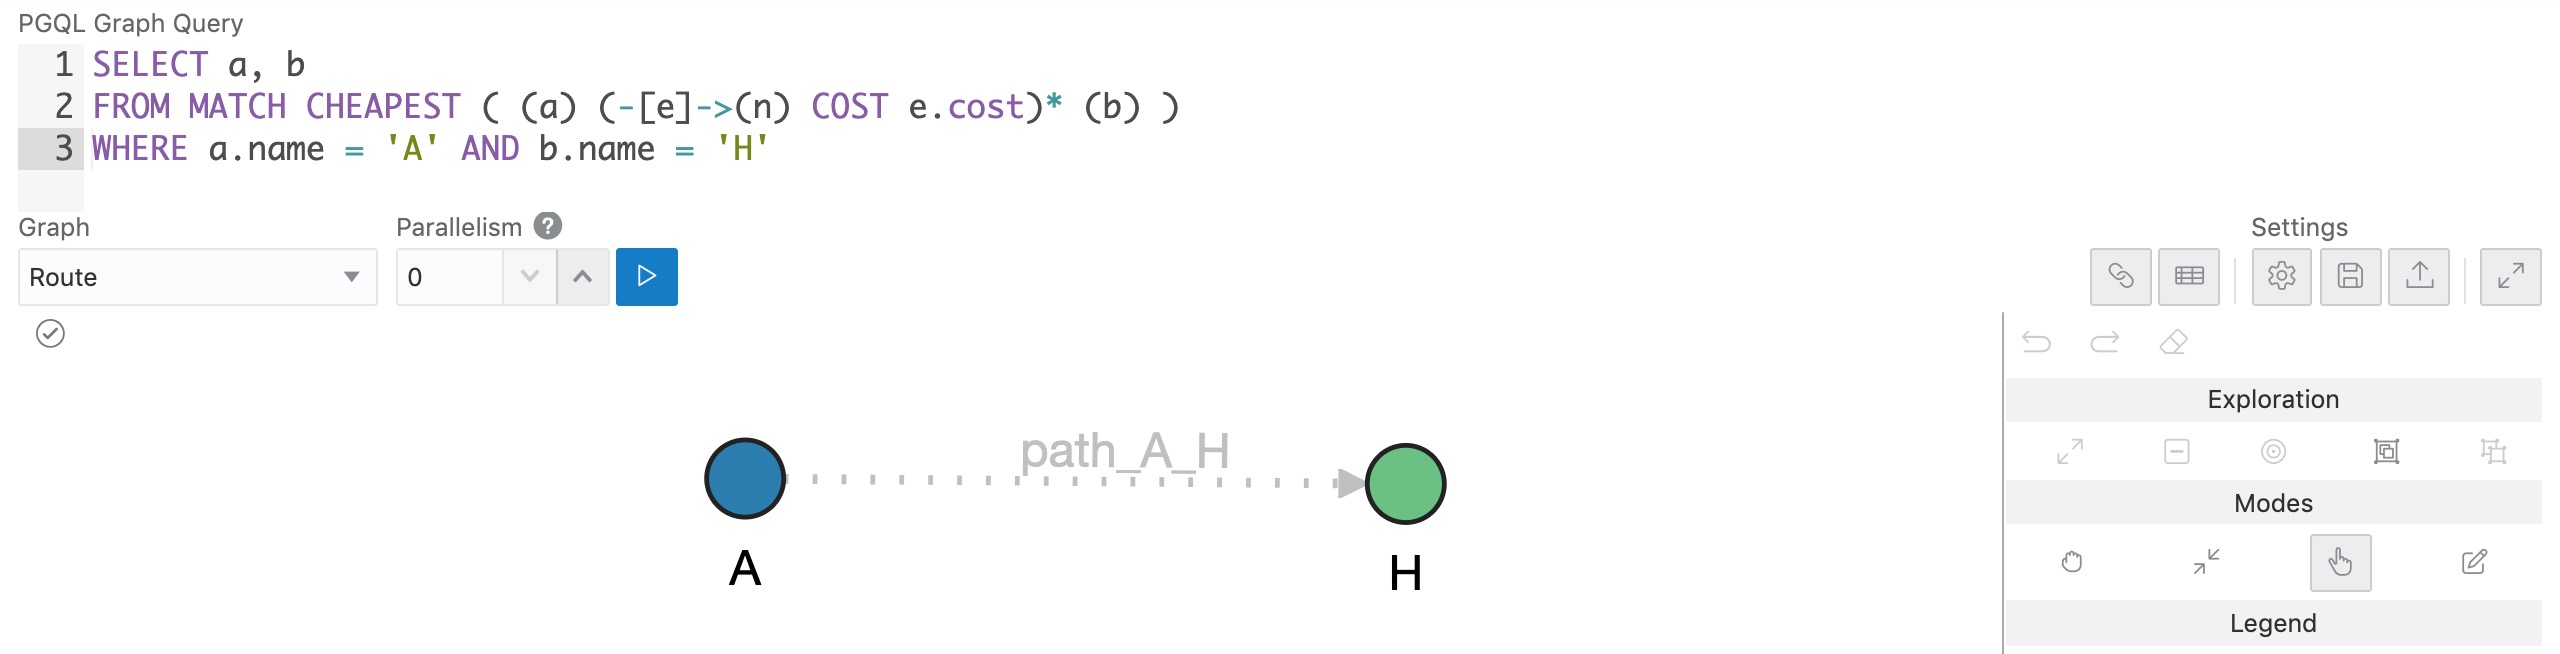 PGQL Graph Query
1 SELECT a, b
2 FROM MATCH CHEAPEST ( (a) (-[e]->(n) COST e.cost)* (b) )
3 WHERE a.name = 'A' AND b.name = 'H'
Graph Parallelism ? Settings
Route 0
Exploration
path_A_H
Modes
A H
Legend